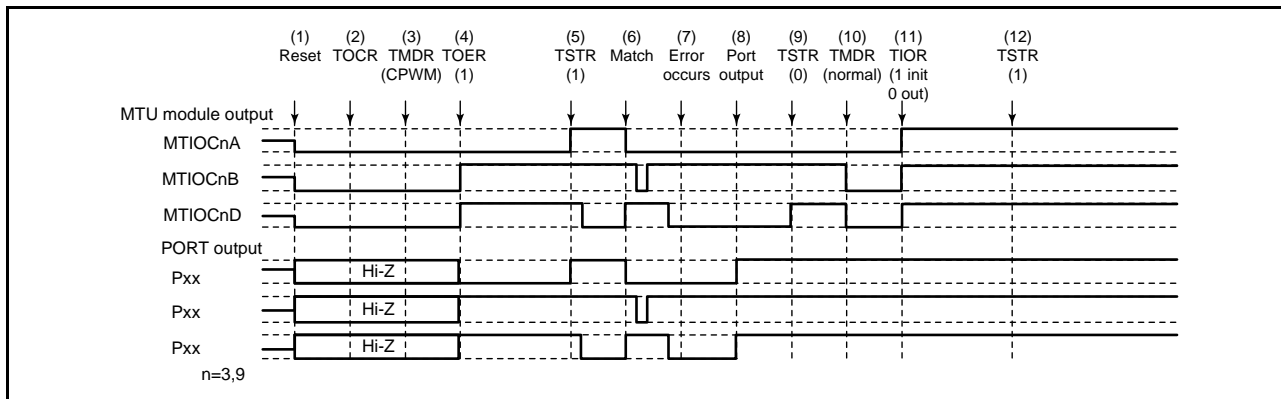 (1) (2) (3) (4) (5) (6) (7) (8) (9) (10) (11) (12)
Reset TOCR TMDR TOER TSTR Match Error Port TSTR TMDR TIOR TSTR
(CPWM) (1) (1) occurs output (0) (normal) (1 init (1)
0 out)
MTU module output
MTIOCnA
MTIOCnB
MTIOCnD
PORT output
Pxx Hi-Z
Pxx Hi-Z
Pxx Hi-Z
n=3,9